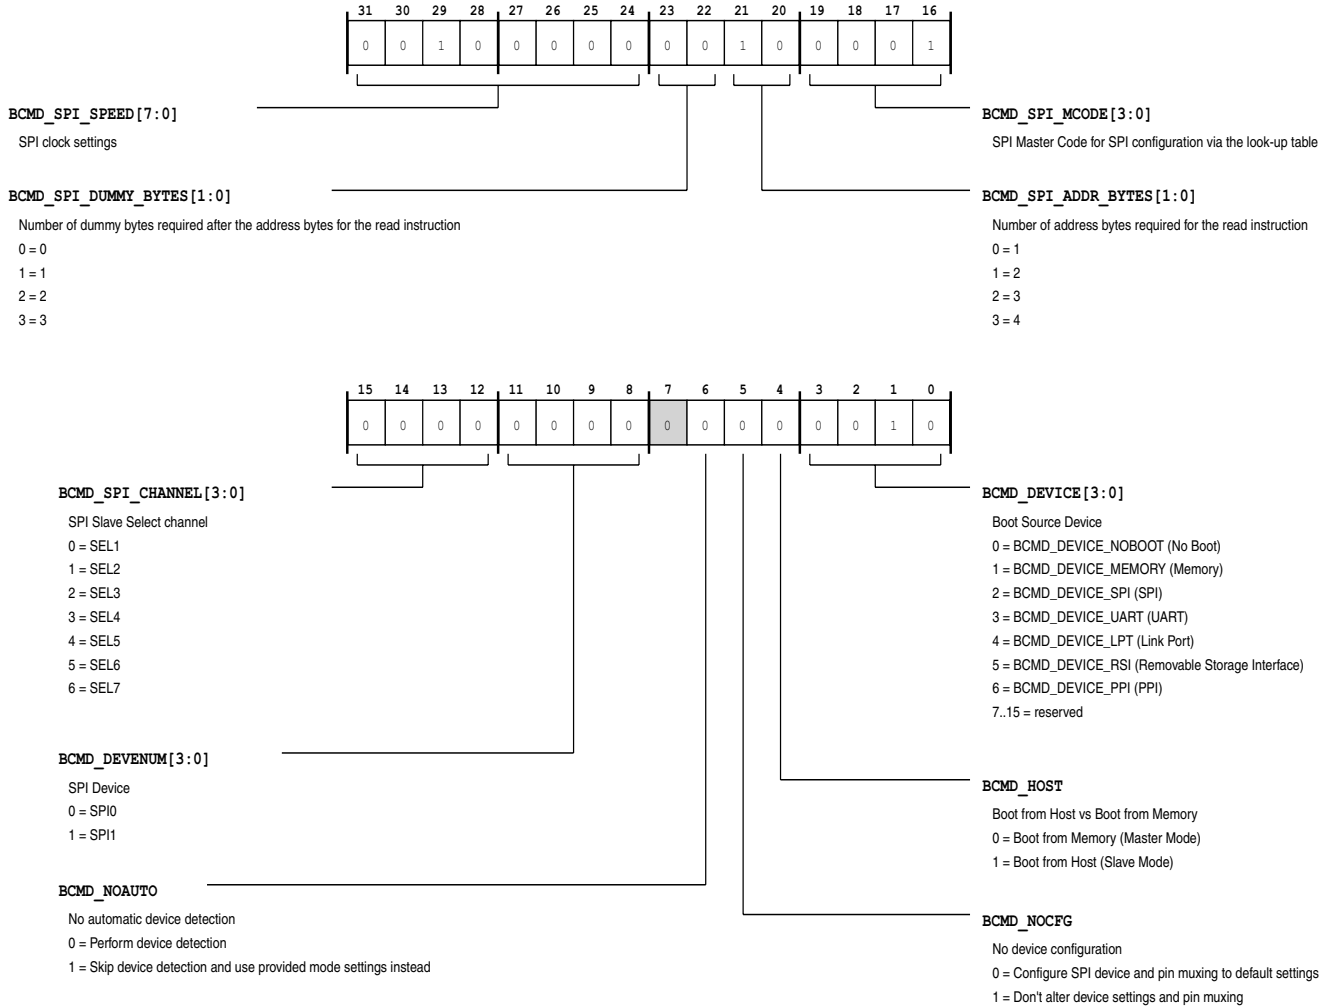 31 30 29 28 27 26 25 24 23 22 21 20 19 18 17 16
0 0 1 0 0 0 0 0 0 0 1 0 0 0 0 1
BCMD_SPI_SPEED[7:0]
SPI clock settings
BCMD_SPI_MCODE[3:0]
SPI Master Code for SPI configuration via the look-up table
BCMD_SPI_DUMMY_BYTES[1:0]
Number of dummy bytes required after the address bytes for the read instruction
0 = 0
1 = 1
2 = 2
3 = 3
BCMD_SPI_ADDR_BYTES[1:0]
Number of address bytes required for the read instruction
0 = 1
1 = 2
2 = 3
3 = 4
15 14 13 12 11 10 9 8 7 6 5 4 3 2 1 0
0 0 0 0 0 0 0 0 0 0 0 0 0 0 1 0
BCMD_SPI_CHANNEL[3:0]
SPI Slave Select channel
0 = SEL1
1 = SEL2
2 = SEL3
3 = SEL4
4 = SEL5
5 = SEL6
6 = SEL7
BCMD_DEVICE[3:0]
Boot Source Device
0 = BCMD_DEVICE_NOBOOT (No Boot)
1 = BCMD_DEVICE_MEMORY (Memory)
2 = BCMD_DEVICE_SPI (SPI)
3 = BCMD_DEVICE_UART (UART)
4 = BCMD_DEVICE_LPT (Link Port)
5 = BCMD_DEVICE_RSI (Removable Storage Interface)
6 = BCMD_DEVICE_PPI (PPI)
7..15 = reserved
BCMD_DEVENUM[3:0]
SPI Device
0 = SPI0
1 = SPI1
BCMD_HOST
Boot from Host vs Boot from Memory
0 = Boot from Memory (Master Mode)
1 = Boot from Host (Slave Mode)
BCMD_NOAUTO
No automatic device detection
0 = Perform device detection
1 = Skip device detection and use provided mode settings instead
BCMD_NOCFG
No device configuration
0 = Configure SPI device and pin muxing to default settings
1 = Don't alter device settings and pin muxing